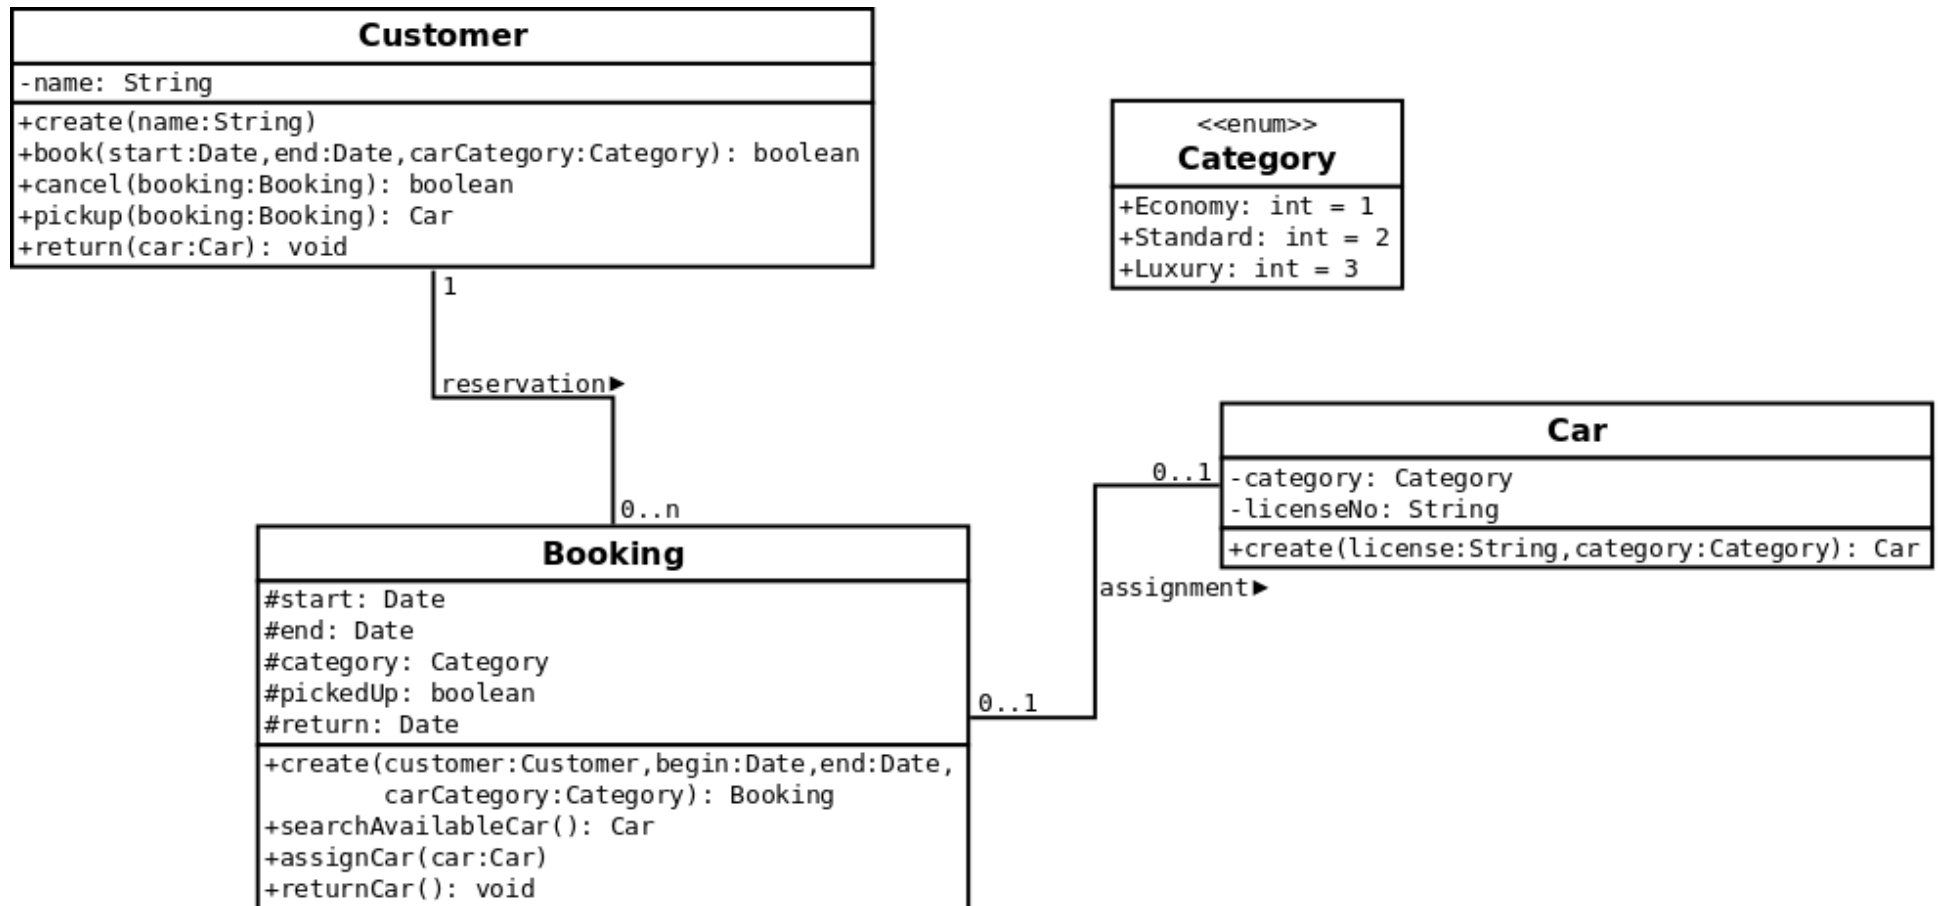 Customer
-name: String
+create(name:String)
+book(start:Date,end:Date,carCategory:Category): boolean
+cancel(booking:Booking): boolean
+pickup(booking:Booking): Car
+return(car:Car): void
<<enum>>
Category
+Economy: int = 1
+Standard: int = 2
+Luxury: int = 3
1
reservation►
0..n
Car
-category: Category
-licenseNo: String
+create(license:String,category:Category): Car
0..1
assignment►
0..1
Booking
#start: Date
#end: Date
#category: Category
#pickedUp: boolean
#return: Date
+create(customer:Customer,begin:Date,end:Date,
carCategory:Category): Booking
+searchAvailableCar(): Car
+assignCar(car:Car)
+returnCar(): void